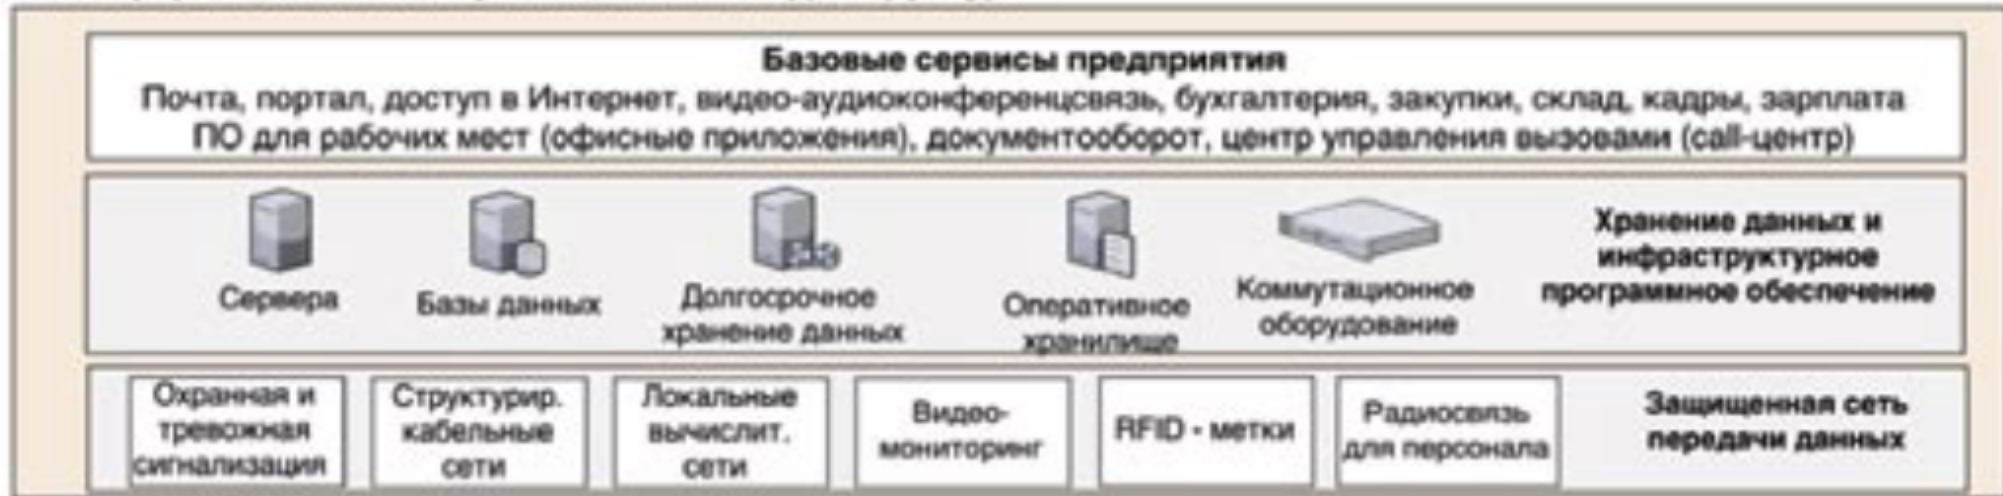 Базовые сервисы предприятия
Почта, портал, доступ в Интернет, видео-аудиоконференцсвязь, бухгалтерия, закупки, склад, кадры, зарплата
ПО для рабочих мест (офисные приложения), документооборот, центр управления вызовами (call-центр)
Сервера
Базы данных
Долгосрочное
хранение данных
Оперативное
хранилище
Коммутационное
оборудование
Хранение данных и
инфраструктурное
программное обеспечение
Охранная и
тревожная
сигнализация
Структурир.
кабельные
сети
Локальные
вычислит.
сети
Видео-
мониторинг
RFID - метки
Радиосвязь
для персонала
Защищенная сеть
передачи данных